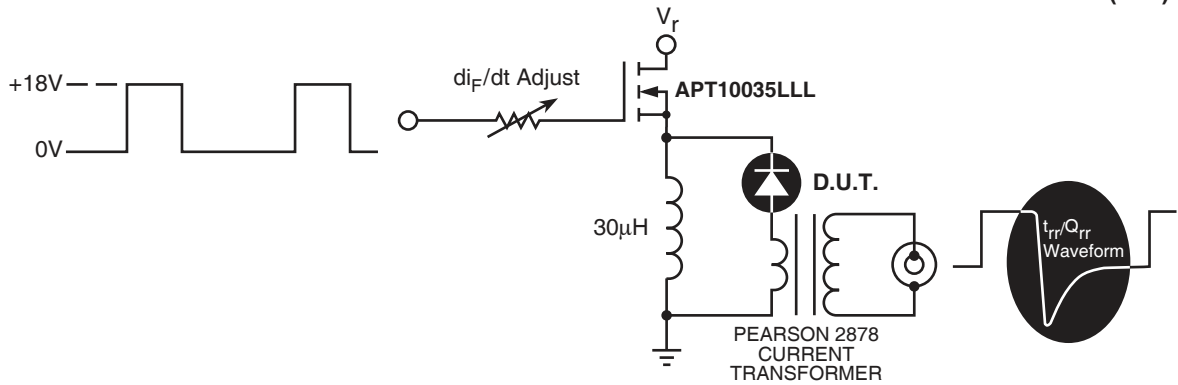 V_r
+18V
di_F/dt Adjust
APT10035LLL
0V
D.U.T.
30μH
t_rr/Q_rr
Waveform
PEARSON 2878
CURRENT
TRANSFORMER